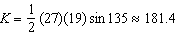 K = 1/2 (27)(19) sin 135 ≈ 181.4